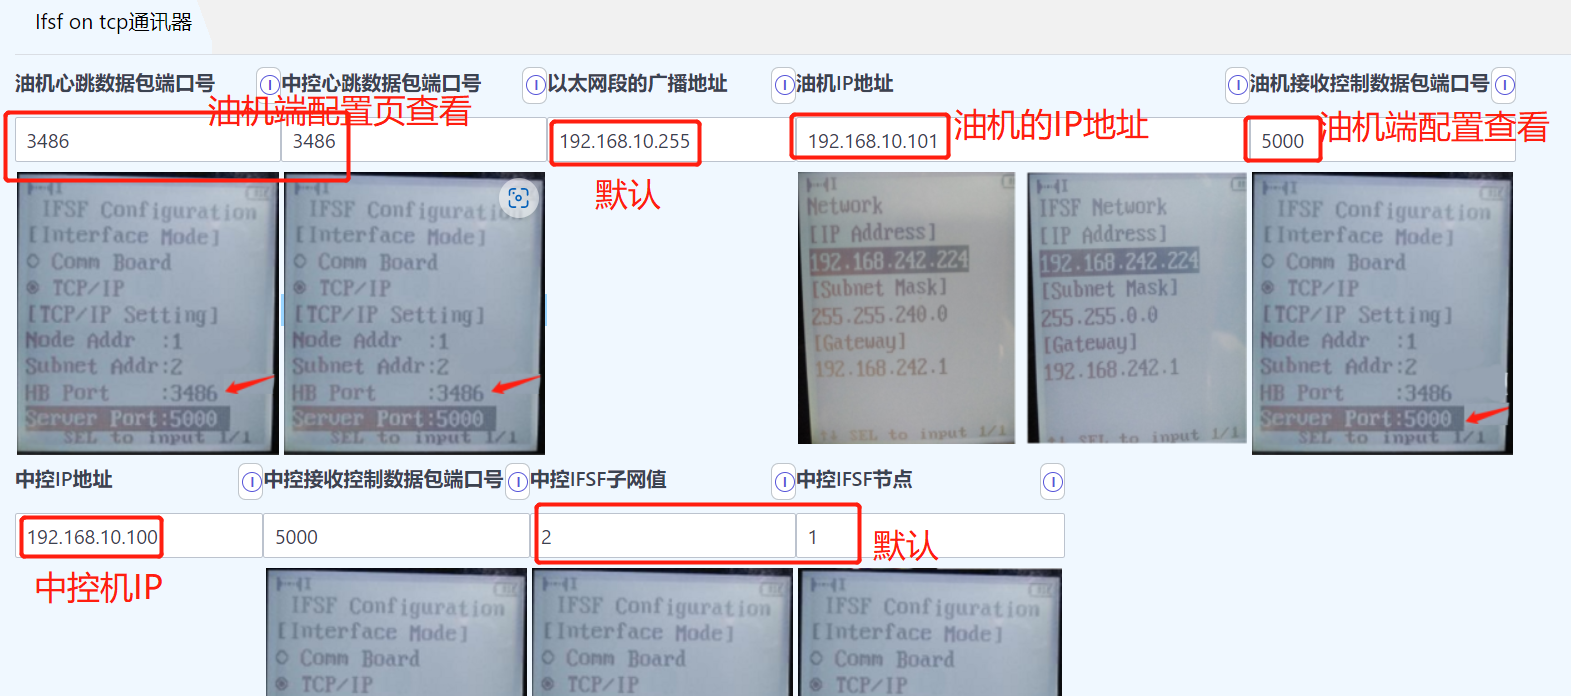 Ifsf on tcp通讯器
油机心跳数据包端口号
中控心跳数据包端口号
以太网段的广播地址
油机IP地址
油机接收控制数据包端口号
油机端配置页查看
3486
3486
192.168.10.255
192.168.10.101
油机的IP地址
5000
油机端配置查看
默认
IFSF Configuration
[Interface Mode]
Comm Board
TCP/IP
[TCP/IP Setting]
Node Addr :1
Subnet Addr:2
HB Port :3486
Server Port:5000
SEL to input 1/1
IFSF Configuration
[Interface Mode]
Comm Board
TCP/IP
[TCP/IP Setting]
Node Addr :1
Subnet Addr:2
HB Port :3486
Server Port:5000
SEL to input 1/1
Network
[IP Address]
192.168.242.224
[Subnet Mask]
255.255.240.0
[Gateway]
192.168.242.1
↑↓ SEL to input 1/1
IFSF Network
[IP Address]
192.168.242.224
[Subnet Mask]
255.255.0.0
[Gateway]
192.168.242.1
↑↓ SEL to input 1/1
IFSF Configuration
[Interface Mode]
Comm Board
TCP/IP
[TCP/IP Setting]
Node Addr :1
Subnet Addr:2
HB Port :3486
Server Port:5000
SEL to input 1/1
中控IP地址
中控接收控制数据包端口号
中控IFSF子网值
中控IFSF节点
192.168.10.100
5000
2
1
默认
中控机IP
IFSF Configuration
[Interface Mode]
Comm Board
TCP/IP
IFSF Configuration
[Interface Mode]
Comm Board
TCP/IP
IFSF Configuration
[Interface Mode]
Comm Board
TCP/IP